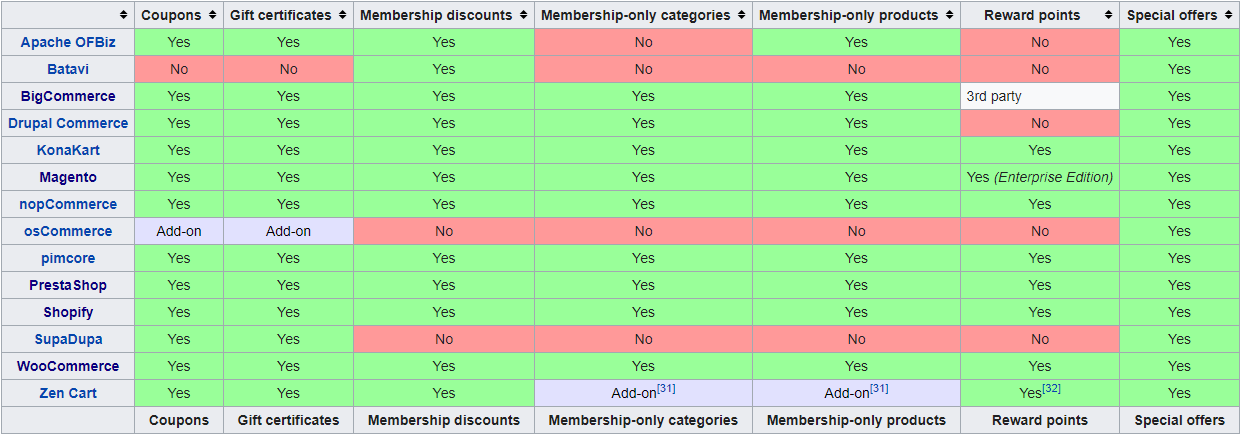 Coupons Gift certificates Membership discounts Membership-only categories Membership-only products Reward points Special offers
Apache OFBiz Yes Yes Yes No Yes No Yes
Batavi No No Yes No No No Yes
BigCommerce Yes Yes Yes Yes Yes 3rd party Yes
Drupal Commerce Yes Yes Yes Yes Yes No Yes
KonaKart Yes Yes Yes Yes Yes Yes Yes
Magento Yes Yes Yes Yes Yes Yes (Enterprise Edition) Yes
nopCommerce Yes Yes Yes Yes Yes Yes Yes
osCommerce Add-on Add-on No No No No Yes
pimcore Yes Yes Yes Yes Yes Yes Yes
PrestaShop Yes Yes Yes Yes Yes Yes Yes
Shopify Yes Yes Yes Yes Yes Yes Yes
SupaDupa Yes Yes No No No No Yes
WooCommerce Yes Yes Yes Yes Yes Yes Yes
Zen Cart Yes Yes Yes Add-on[31] Add-on[31] Yes[32] Yes
Coupons Gift certificates Membership discounts Membership-only categories Membership-only products Reward points Special offers